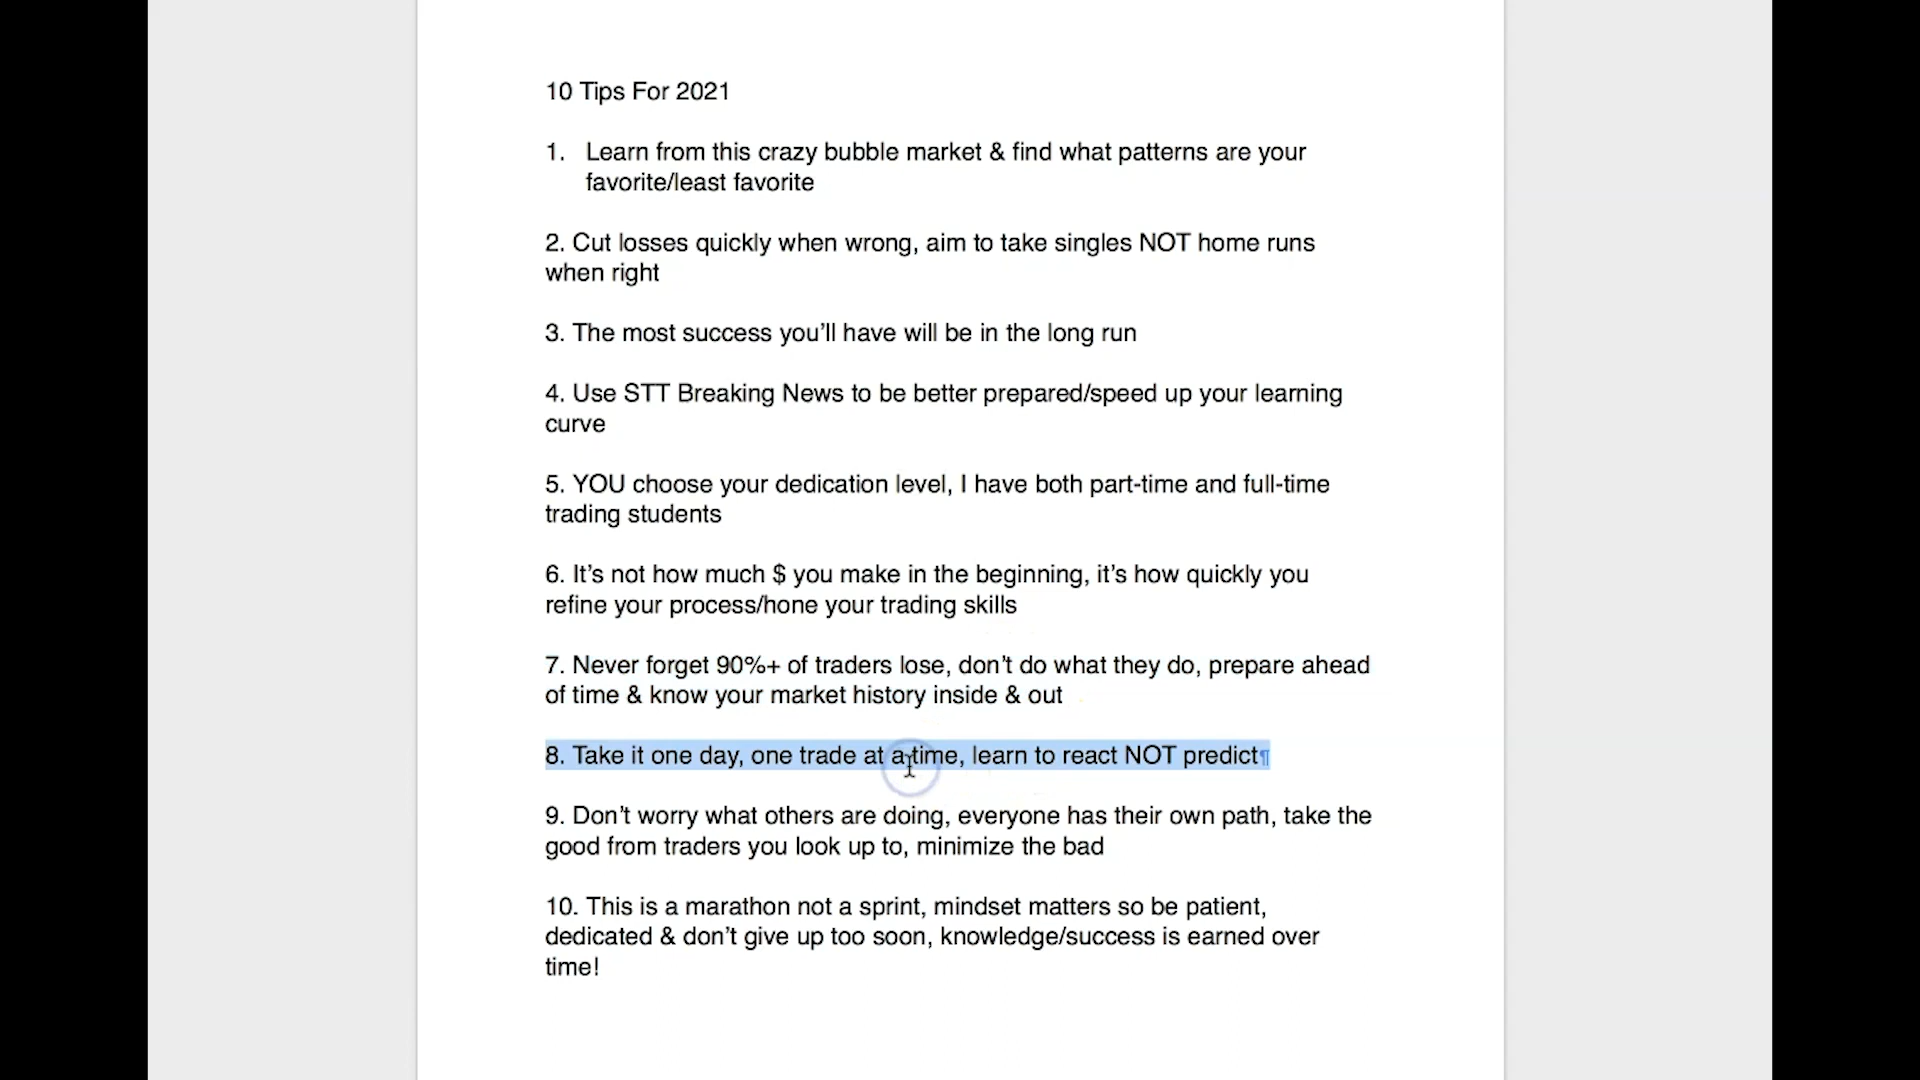 10 Tips For 2021
1. Learn from this crazy bubble market & find what patterns are your
favorite/least favorite
2. Cut losses quickly when wrong, aim to take singles NOT home runs
when right
3. The most success you’ll have will be in the long run
4. Use STT Breaking News to be better prepared/speed up your learning
curve
5. YOU choose your dedication level, I have both part-time and full-time
trading students
6. It’s not how much $ you make in the beginning, it’s how quickly you
refine your process/hone your trading skills
7. Never forget 90%+ of traders lose, don’t do what they do, prepare ahead
of time & know your market history inside & out
8. Take it one day, one trade at a time, learn to react NOT predict¶
9. Don’t worry what others are doing, everyone has their own path, take the
good from traders you look up to, minimize the bad
10. This is a marathon not a sprint, mindset matters so be patient,
dedicated & don’t give up too soon, knowledge/success is earned over
time!